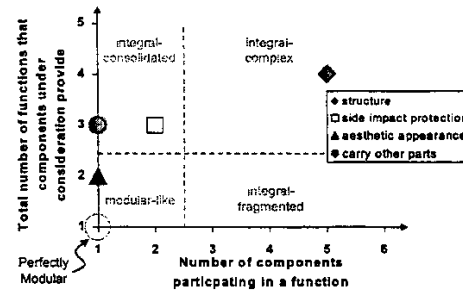 Total number of functions that
components under
consideration provide
5
4
3
2
1
integral-
consolidated
integral-
complex
modular-like
integral-
fragmented
structure
side impact protection
aesthetic appearance
carry other parts
1 2 3 4 5 6
Perfectly
Modular
Number of components
particpating in a function